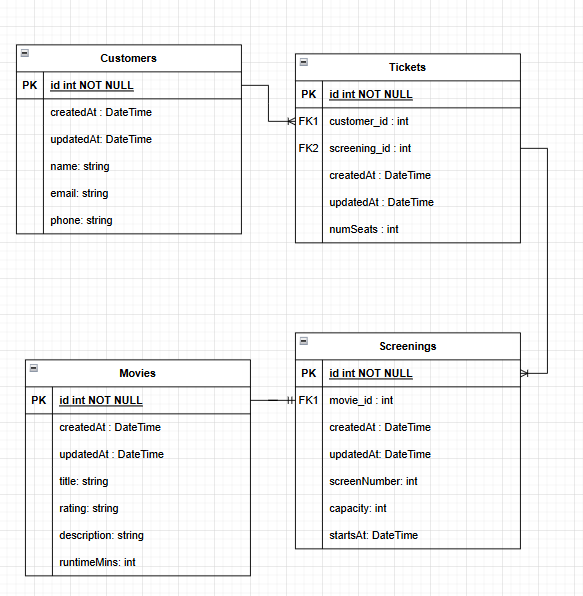 Customers
PK id int NOT NULL
createdAt : DateTime
updatedAt: DateTime
name: string
email: string
phone: string
Tickets
PK id int NOT NULL
FK1 customer_id : int
FK2 screening_id : int
createdAt : DateTime
updatedAt : DateTime
numSeats : int
Movies
PK id int NOT NULL
createdAt : DateTime
updatedAt : DateTime
title: string
rating: string
description: string
runtimeMins: int
Screenings
PK id int NOT NULL
FK1 movie_id : int
createdAt : DateTime
updatedAt: DateTime
screenNumber: int
capacity: int
startsAt: DateTime